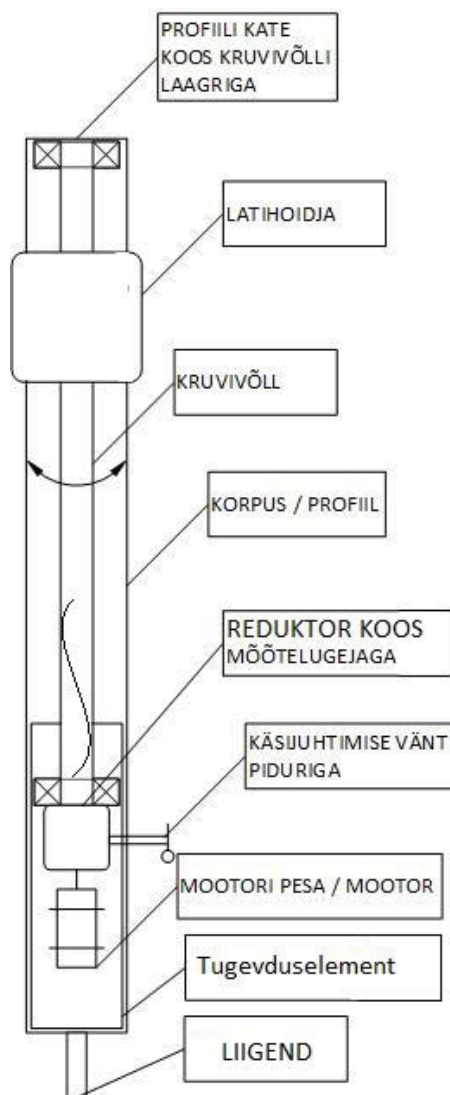 PROFIILI KATE
KOOS KRUVIVÕLLI
LAAGRIGA
LATIHOIDJA
KRUVIVÕLL
KORPUS / PROFIIL
REDUKTOR KOOS
MÕÕTELUGEJAGA
KÄSIJUHTIMISE VÄNT
PIDURIGA
MOOTORI PESA / MOOTOR
Tugevduselement
LIIGEND